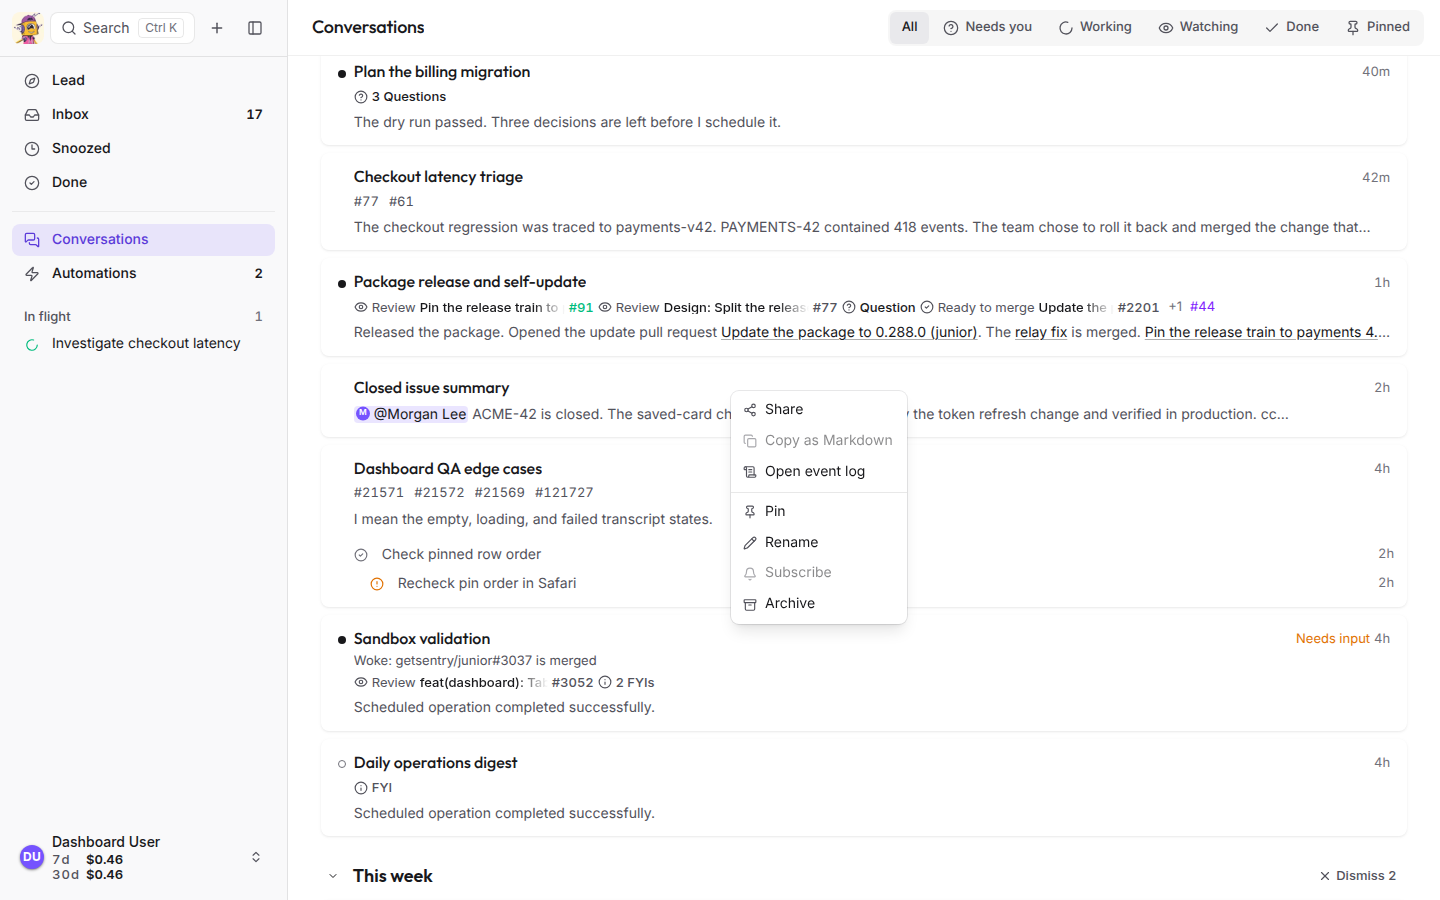 Search Ctrl K
Lead
Inbox 17
Snoozed
Done
Conversations
Automations 2
In flight 1
Investigate checkout latency
Dashboard User
DU
7d $0.46
30d $0.46
Conversations
All Needs you Working Watching Done Pinned
Plan the billing migration 40m
3 Questions
The dry run passed. Three decisions are left before I schedule it.
Checkout latency triage 42m
#77 #61
The checkout regression was traced to payments-v42. PAYMENTS-42 contained 418 events. The team chose to roll it back and merged the change that...
Package release and self-update 1h
Review Pin the release train to #91 Review Design: Split the releas #77 Question Ready to merge Update the #2201 +1 #44
Released the package. Opened the update pull request Update the package to 0.288.0 (junior). The relay fix is merged. Pin the release train to payments 4....
Closed issue summary 2h
M @Morgan Lee ACME-42 is closed. The saved-card ch
the token refresh change and verified in production. cc...
Share
Copy as Markdown
Open event log
Pin
Rename
Subscribe
Archive
Dashboard QA edge cases 4h
#21571 #21572 #21569 #121727
I mean the empty, loading, and failed transcript states.
Check pinned row order 2h
Recheck pin order in Safari 2h
Sandbox validation Needs input 4h
Woke: getsentry/junior#3037 is merged
Review feat(dashboard): Tal #3052 2 FYIs
Scheduled operation completed successfully.
Daily operations digest 4h
FYI
Scheduled operation completed successfully.
This week Dismiss 2